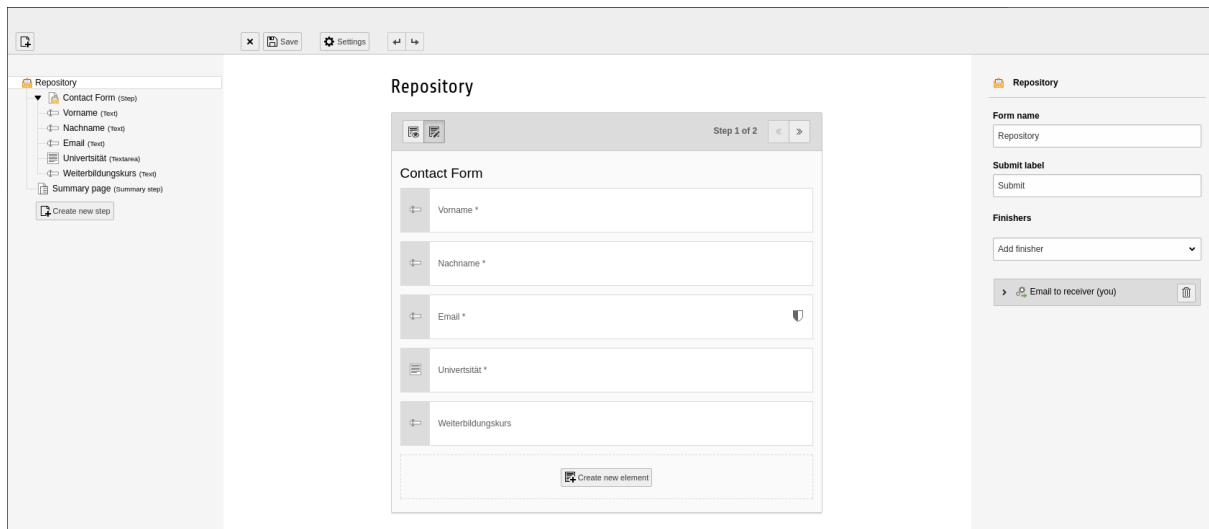 Save
Settings
Repository
Contact Form (Step)
Vorname (Text)
Nachname (Text)
Email (Text)
Univertsität (Textarea)
Weiterbildungskurs (Text)
Summary page (Summary step)
Create new step
Repository
Step 1 of 2
Contact Form
Vorname *
Nachname *
Email *
Univertsität *
Weiterbildungskurs
Create new element
Repository
Form name
Repository
Submit label
Submit
Finishers
Add finisher
Email to receiver (you)